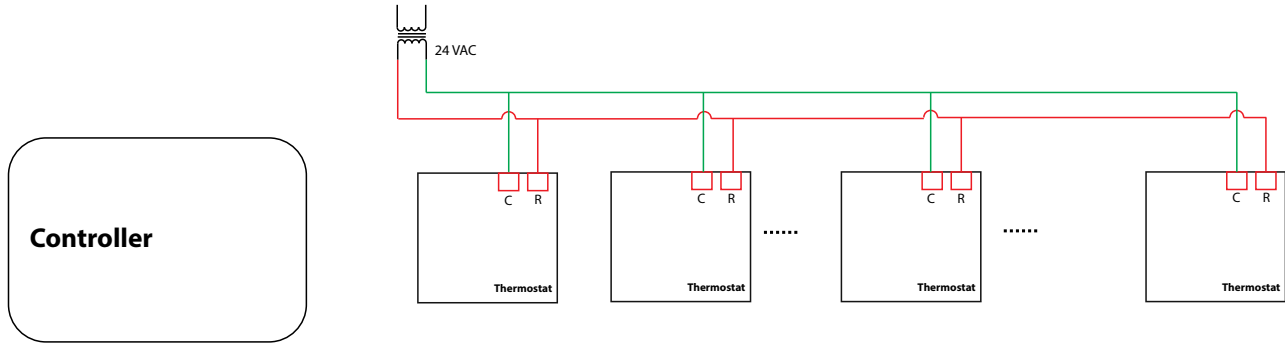 24 VAC
C R
C R
C R
C R
......
......
Controller
Thermostat
Thermostat
Thermostat
Thermostat